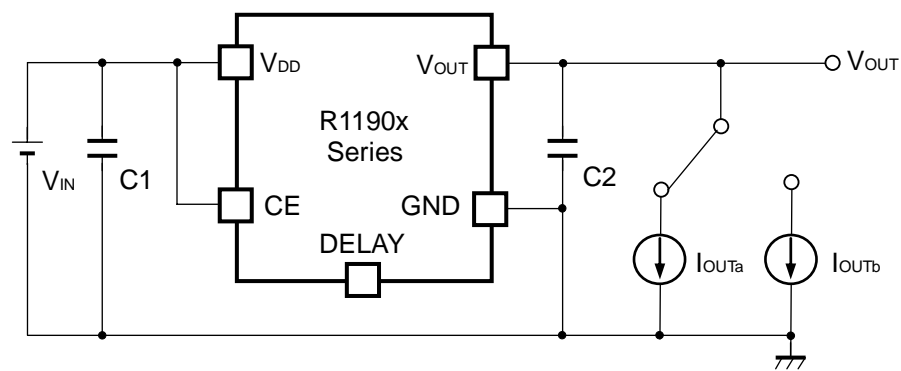 VDD
VOUT
VOUT
R1190x
Series
VIN
C1
C2
CE
GND
DELAY
IOUTa
IOUTb